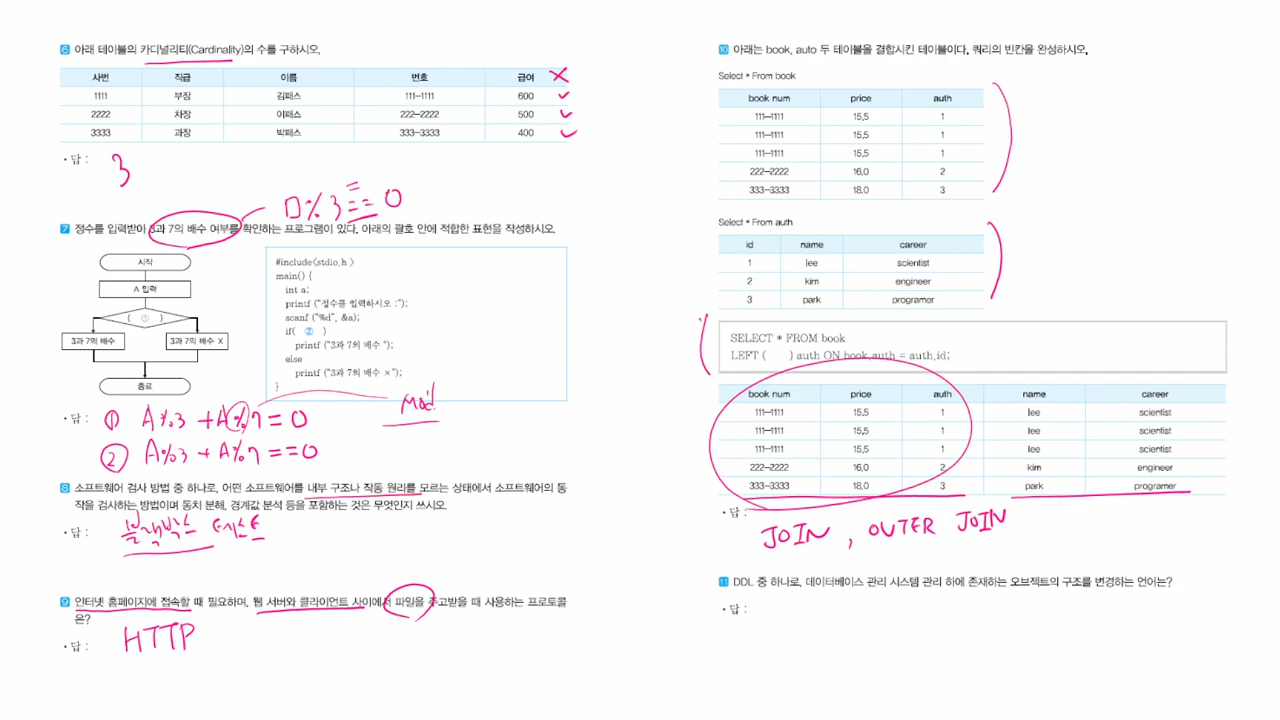 6 아래 테이블의 카디널리티(Cardinality)의 수를 구하시오.
사번 직급 이름 번호 급여
1111 부장 김패스 111-1111 600
2222 차장 이패스 222-2222 500
3333 과장 박패스 333-3333 400
• 답 :
3
□%3 == 0
7 정수를 입력받아 3과 7의 배수 여부를 확인하는 프로그램이 있다. 아래의 괄호 안에 적합한 표현을 작성하시오.
시작
A 입력
( ① )
3과 7의 배수
3과 7의 배수 X
종료
#include<stdio.h >
main() {
int a;
printf ("정수를 입력하시오 :");
scanf ("%d", &a);
if( ② )
printf ("3과 7의 배수 ");
else
printf ("3과 7의 배수 ×");
}
Mod
• 답 :
① A%3 + A%7 = 0
② A%3 + A%7 == 0
8 소프트웨어 검사 방법 중 하나로, 어떤 소프트웨어를 내부 구조나 작동 원리를 모르는 상태에서 소프트웨어의 동
작을 검사하는 방법이며 동치 분해, 경계값 분석 등을 포함하는 것은 무엇인지 쓰시오.
• 답 :
블랙박스 테스트
9 인터넷 홈페이지에 접속할 때 필요하며, 웹 서버와 클라이언트 사이에서 파일을 주고받을 때 사용하는 프로토콜
은?
• 답 :
HTTP
10 아래는 book, auto 두 테이블을 결합시킨 테이블이다. 쿼리의 빈칸을 완성하시오.
Select * From book
book num price auth
111-1111 15.5 1
111-1111 15.5 1
111-1111 15.5 1
222-2222 16.0 2
333-3333 18.0 3
Select * From auth
id name career
1 lee scientist
2 kim engineer
3 park programer
SELECT * FROM book
LEFT ( ) auth ON book.auth = auth.id;
book num price auth name career
111-1111 15.5 1 lee scientist
111-1111 15.5 1 lee scientist
111-1111 15.5 1 lee scientist
222-2222 16.0 2 kim engineer
333-3333 18.0 3 park programer
• 답 :
JOIN , OUTER JOIN
11 DDL 중 하나로, 데이터베이스 관리 시스템 관리 하에 존재하는 오브젝트의 구조를 변경하는 언어는?
• 답 :